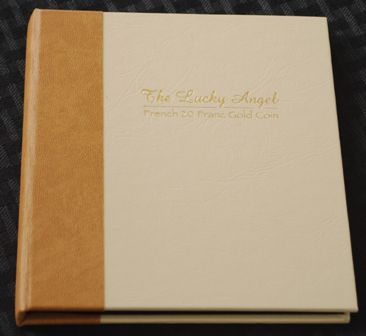 The Lucky Angel
French 20 Franc Gold Coin